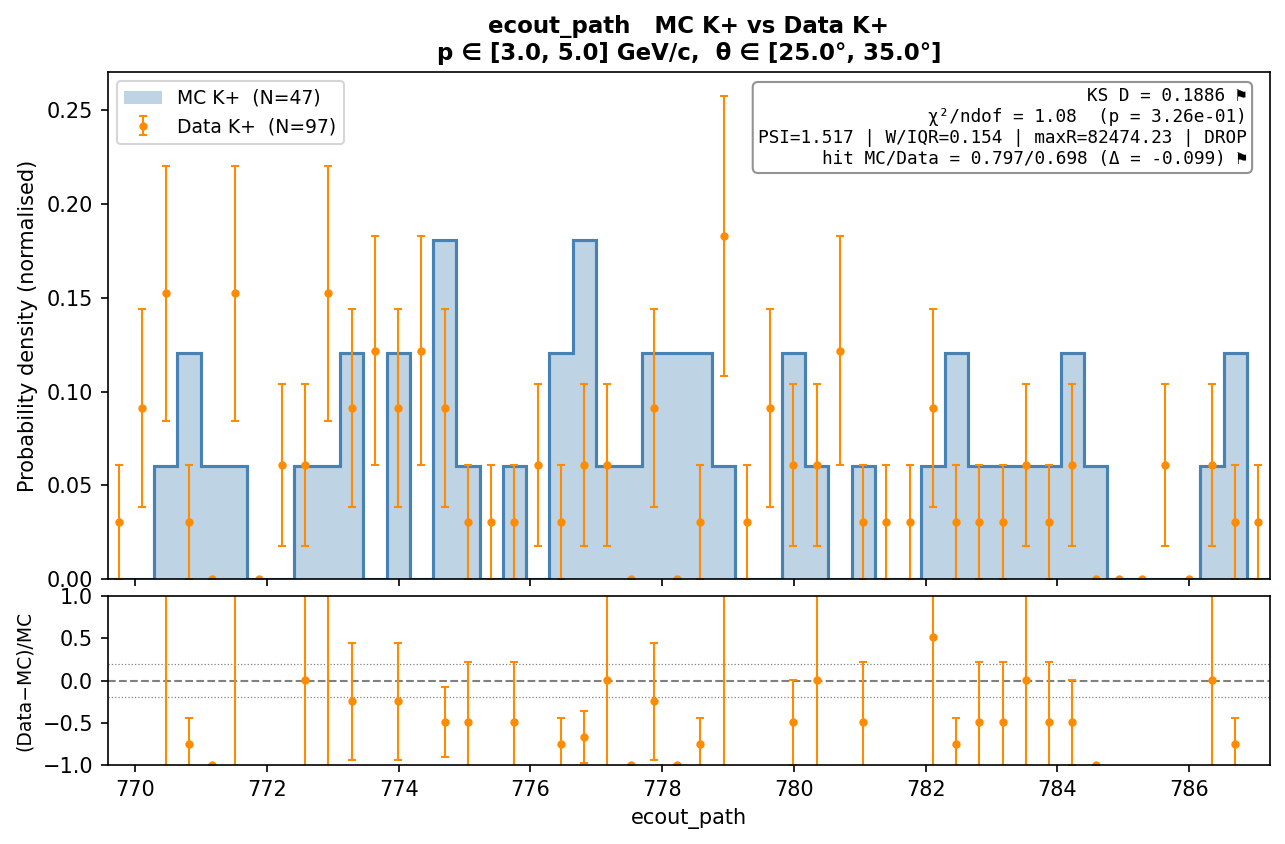 ecout_path   MC K+ vs Data K+
p ∈ [3.0, 5.0] GeV/c,  θ ∈ [25.0°, 35.0°]
MC K+  (N=47)
Data K+  (N=97)
KS D = 0.1886 ⚑
χ²/ndof = 1.08  (p = 3.26e-01)
PSI=1.517 | W/IQR=0.154 | maxR=82474.23 | DROP
hit MC/Data = 0.797/0.698 (Δ = -0.099) ⚑
Probability density (normalised)
0.25
0.20
0.15
0.10
0.05
0.00
(Data−MC)/MC
1.0
0.5
0.0
−0.5
−1.0
770 772 774 776 778 780 782 784 786
ecout_path